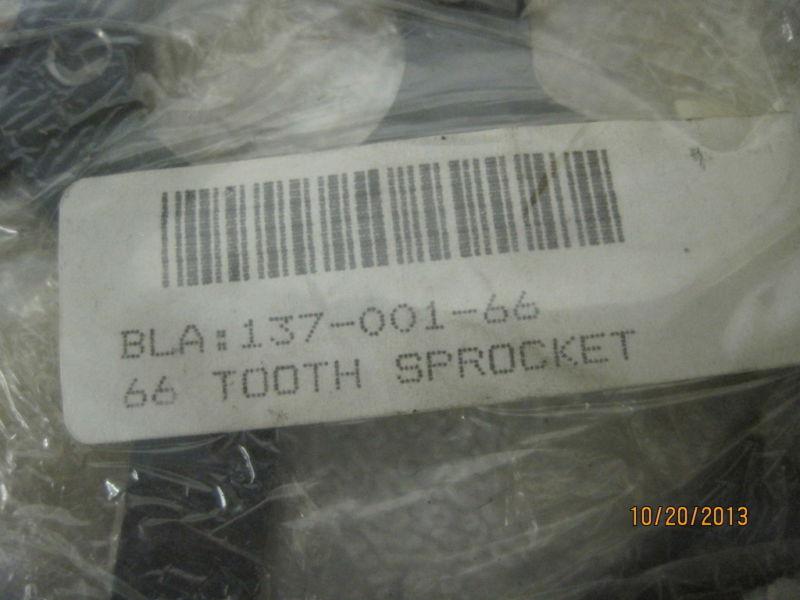 BLA:137-001-66
66 TOOTH SPROCKET
10/20/2013